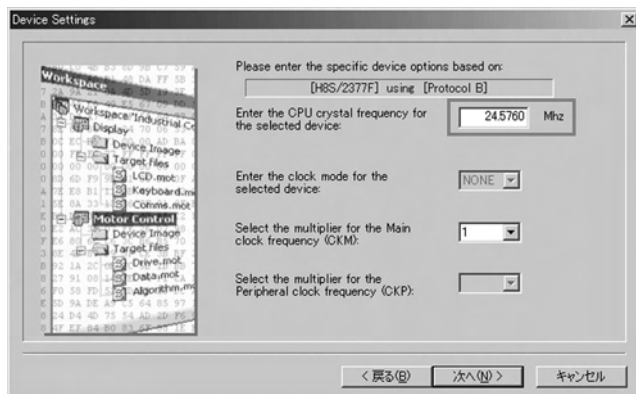 Device Settings
Please enter the specific device options based on:
[H8S/2377F] using [Protocol B]
Enter the CPU crystal frequency for
the selected device:
24.5760 Mhz
Enter the clock mode for the
selected device:
NONE
Select the multiplier for the Main
clock frequency (CKM):
1
Select the multiplier for the
Peripheral clock frequency (CKP):
Workspace
Workspace "Industrial Ce
Display
Device Image
Target files
LCD.mot
Keyboard.m
Comms.mot
Motor Control
Device Image
Target files
Drive.mot
Data.mot
Algorithm.m
< 戻る(B)
次へ(N) >
キャンセル